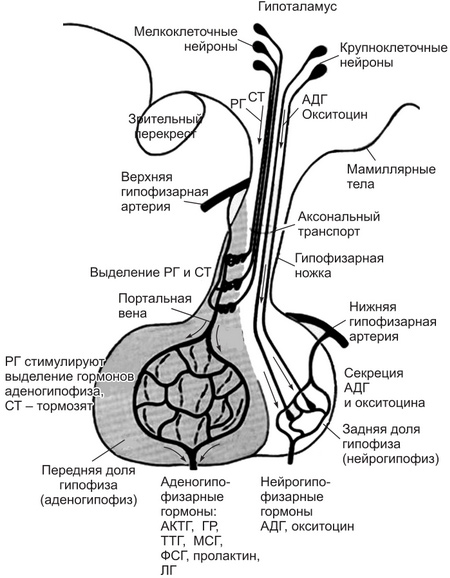 Гипоталамус
Мелкоклеточные
нейроны
Крупноклеточные
нейроны
РГ
СТ
АДГ
Окситоцин
Зрительный
перекрест
Мамиллярные
тела
Верхняя
гипофизарная
артерия
Аксональный
транспорт
Выделение РГ и СТ
Гипофизарная
ножка
Портальная
вена
Нижняя
гипофизарная
артерия
РГ стимулируют
выделение гормонов
аденогипофиза,
СТ – тормозят
Секреция
АДГ
и окситоцина
Задняя доля
гипофиза
(нейрогипофиз)
Передняя доля
гипофиза
(аденогипофиз)
Аденогипо-
физарные
гормоны:
АКТГ, ГР,
ТТГ, МСГ,
ФСГ, пролактин,
ЛГ
Нейрогипо-
физарные
гормоны
АДГ, окситоцин